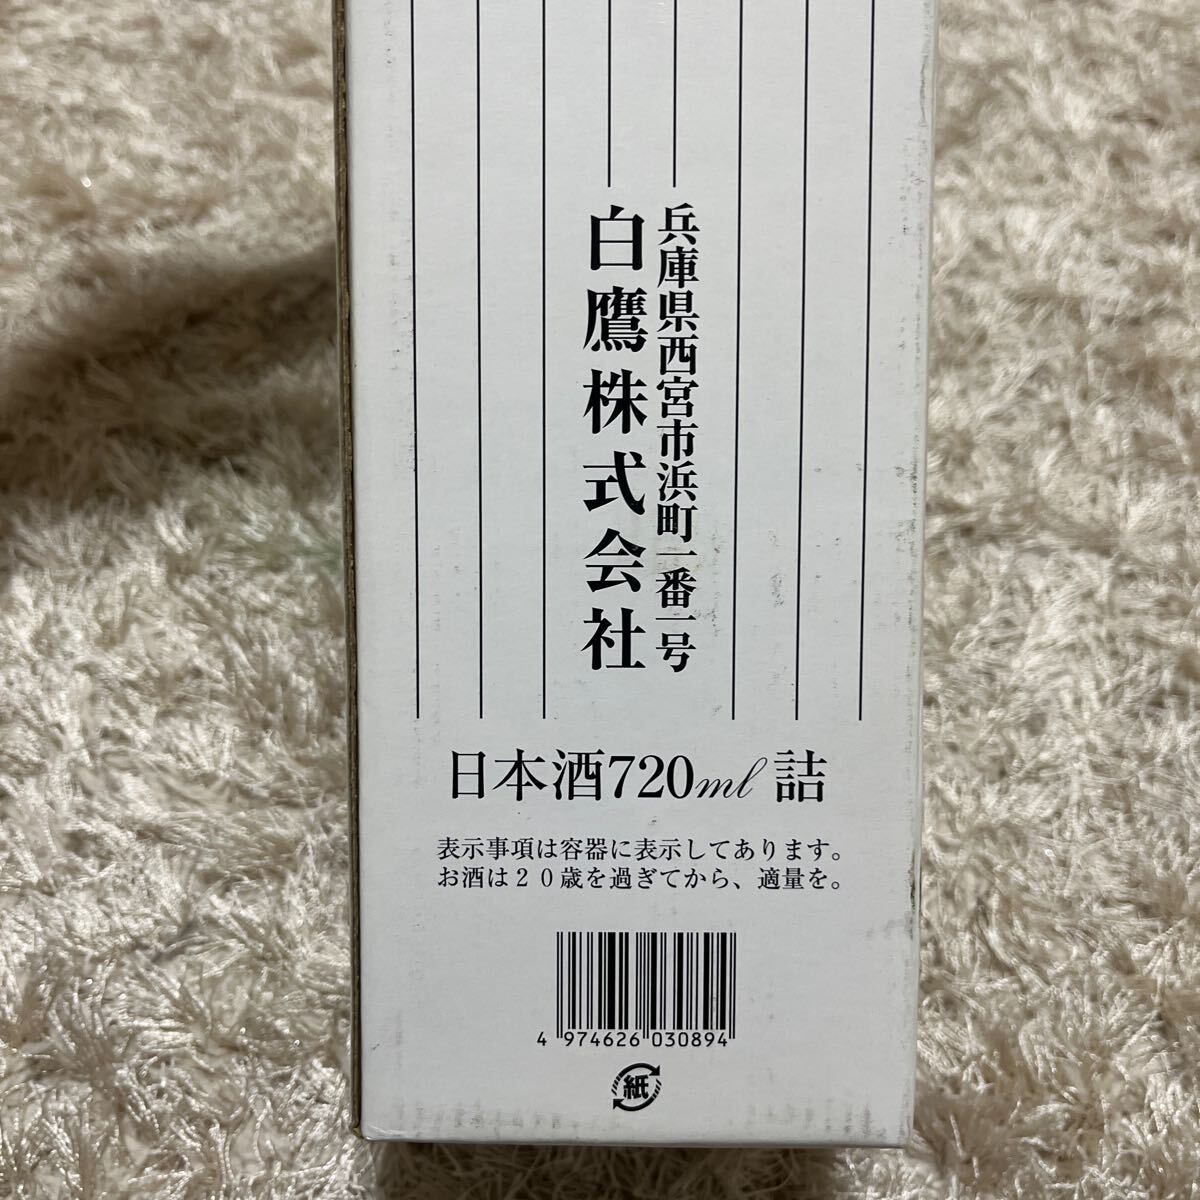 兵庫県西宮市浜町一番一号
白鷹株式会社
日本酒720ml詰
表示事項は容器に表示してあります。
お酒は２０歳を過ぎてから、適量を。
4 974626 030894
紙